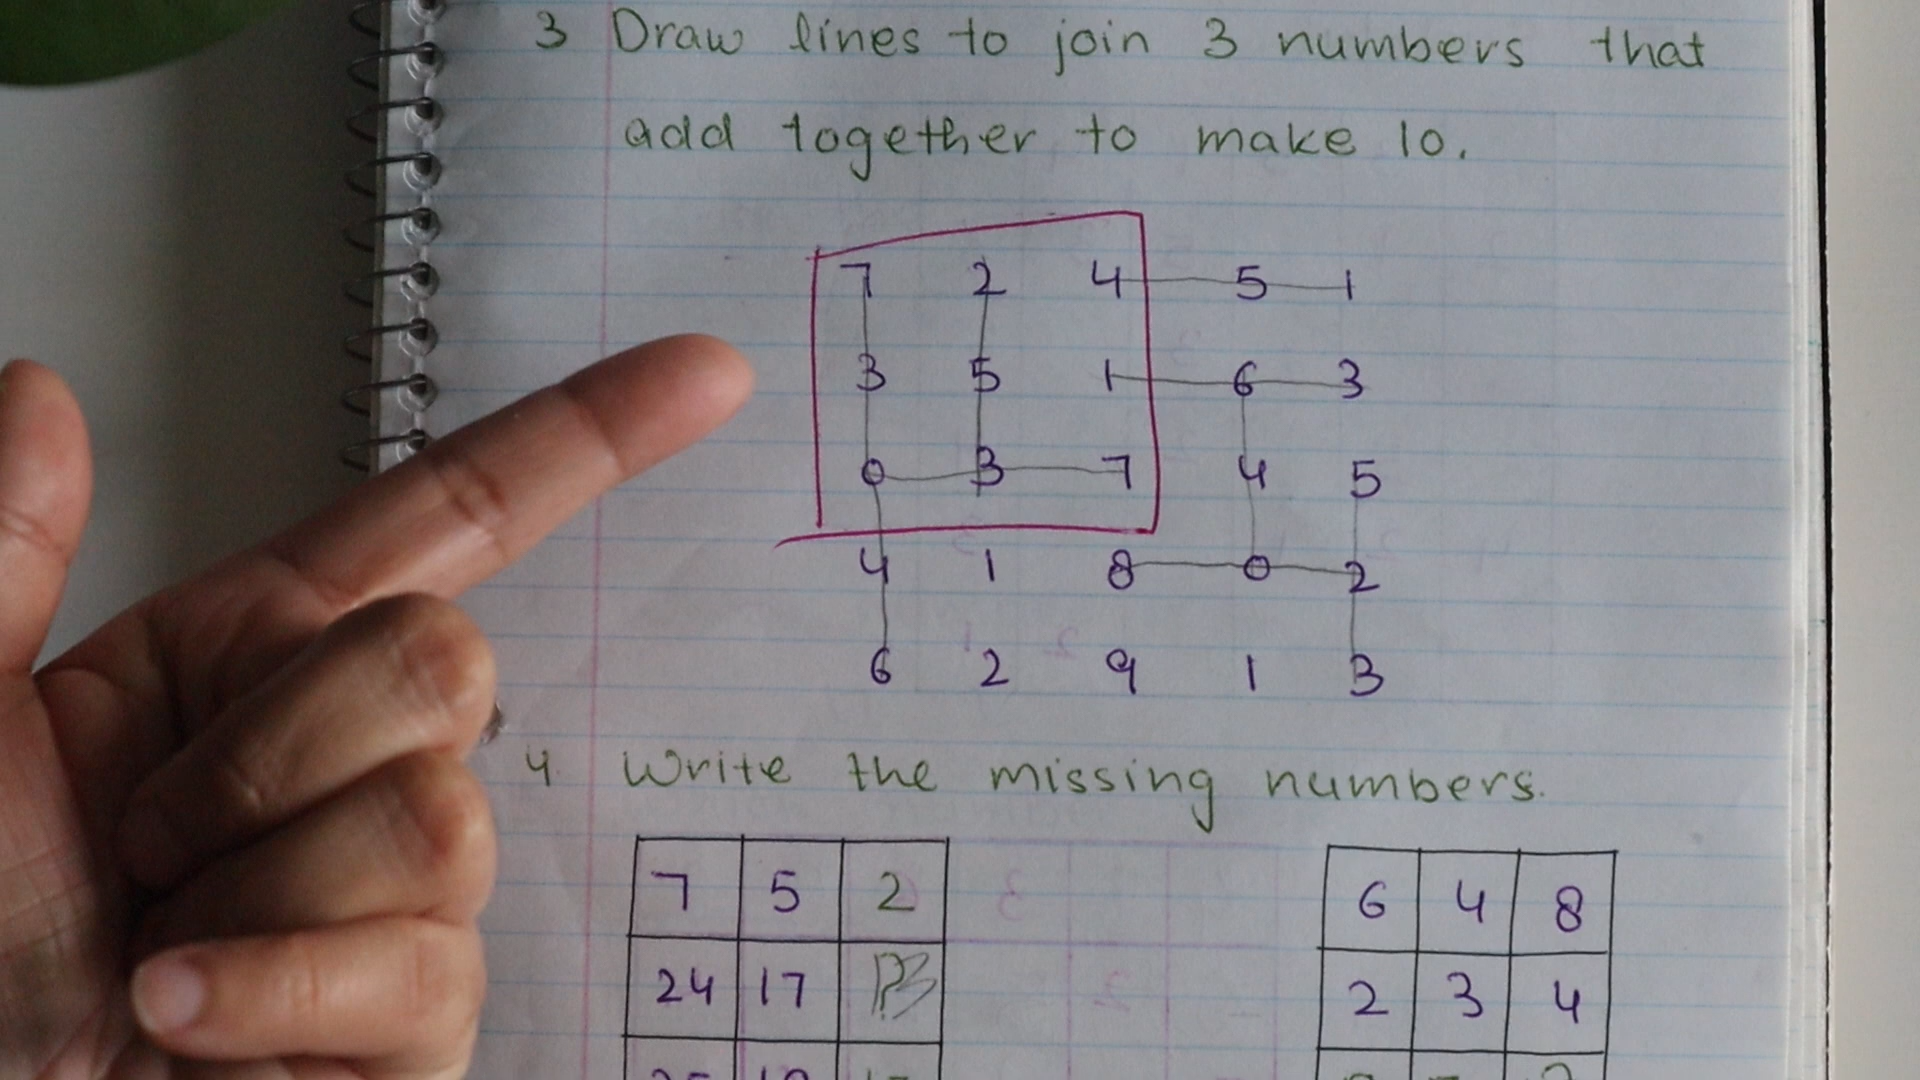 3 Draw lines to join 3 numbers that
add together to make 10.
7 2 4 5 1
3 5 1 6 3
0 3 7 4 5
4 1 8 0 2
6 2 9 1 3
4. Write the missing numbers.
7 5 2 6 4 8
24 17 2 3 4